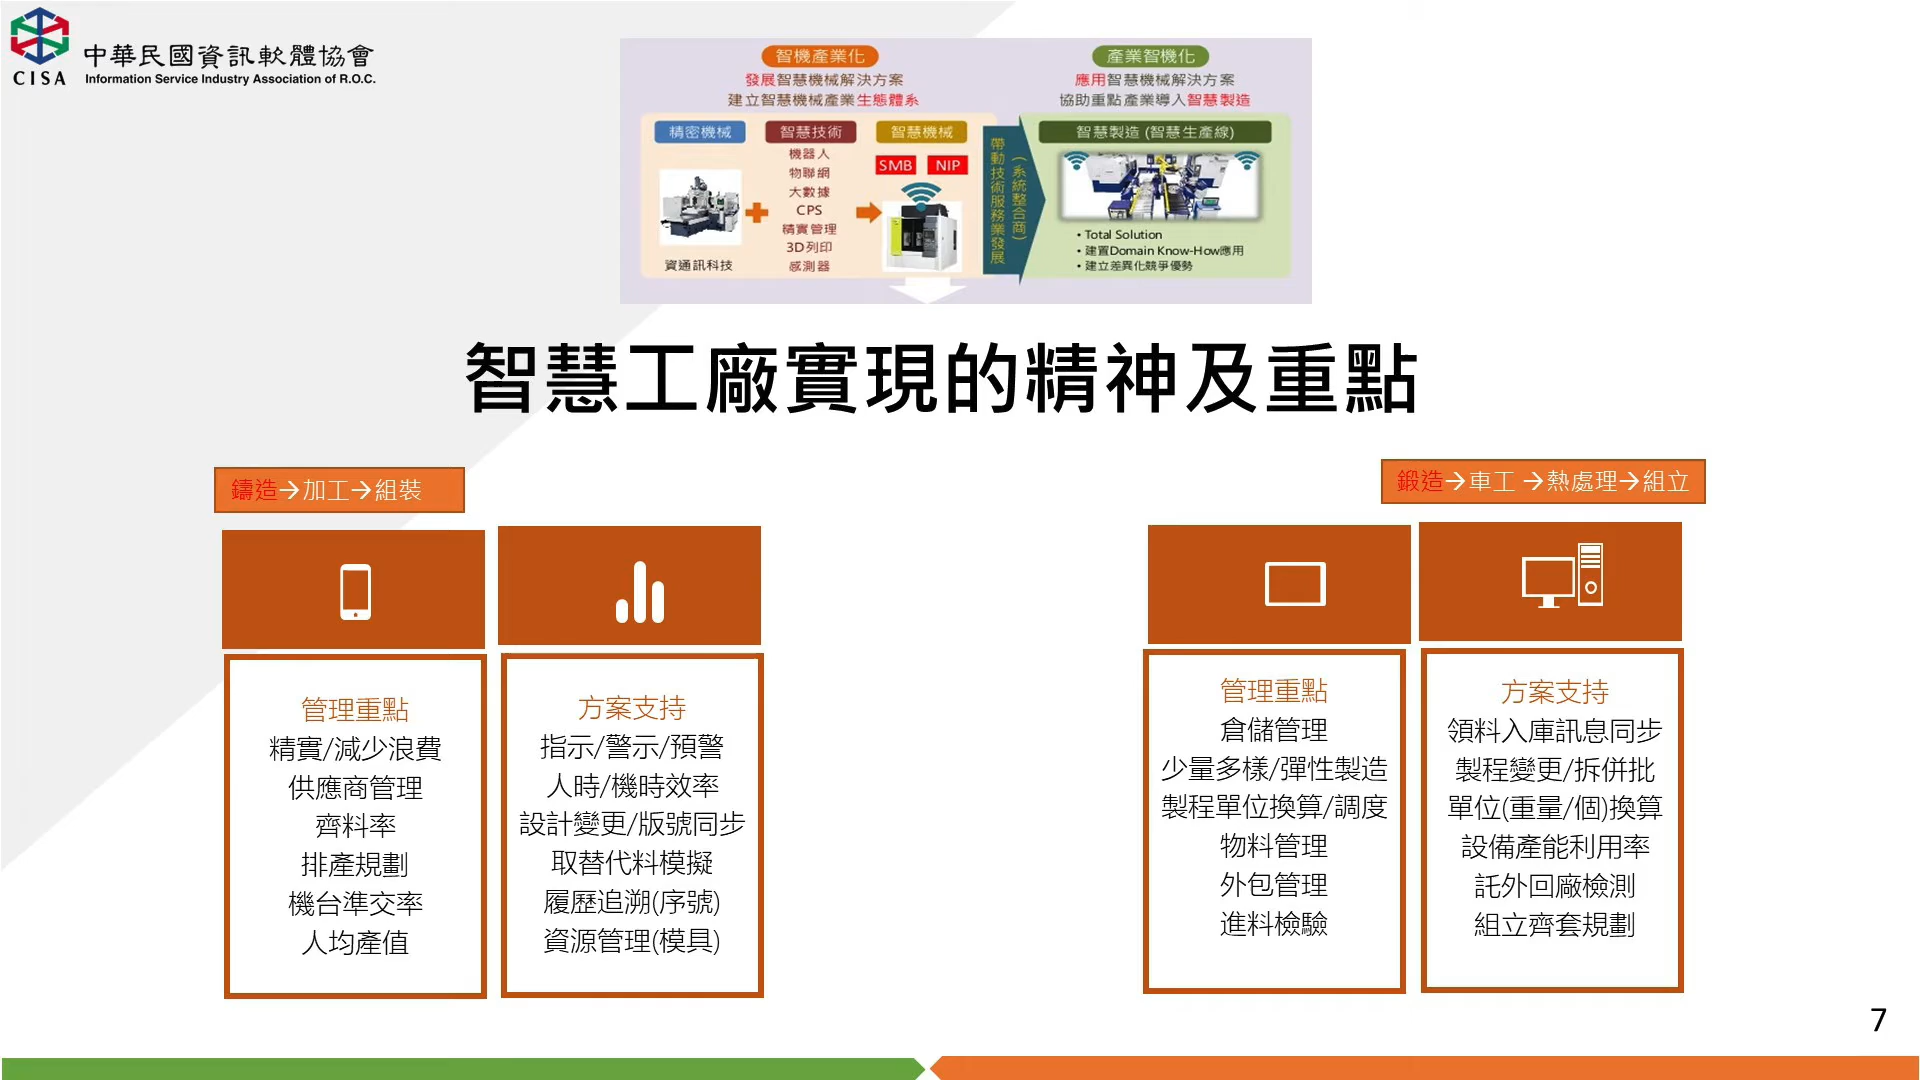 中華民國資訊軟體協會
CISA
Information Service Industry Association of R.O.C.
智機產業化
發展智慧機械解決方案
建立智慧機械產業生態體系
精密機械
資通訊科技
智慧技術
機器人
物聯網
大數據
CPS
精實管理
3D列印
感測器
智慧機械
SMB
NIP
帶動技術服務業發展
(系統整合商)
產業智機化
應用智慧機械解決方案
協助重點產業導入智慧製造
智慧製造 (智慧生產線)
• Total Solution
• 建置Domain Know-How應用
• 建立差異化競爭優勢
智慧工廠實現的精神及重點
鑄造→加工→組裝
管理重點
精實/減少浪費
供應商管理
齊料率
排產規劃
機台準交率
人均產值
方案支持
指示/警示/預警
人時/機時效率
設計變更/版號同步
取替代料模擬
履歷追溯(序號)
資源管理(模具)
鍛造→車工 →熱處理→組立
管理重點
倉儲管理
少量多樣/彈性製造
製程單位換算/調度
物料管理
外包管理
進料檢驗
方案支持
領料入庫訊息同步
製程變更/拆併批
單位(重量/個)換算
設備產能利用率
託外回廠檢測
組立齊套規劃
7